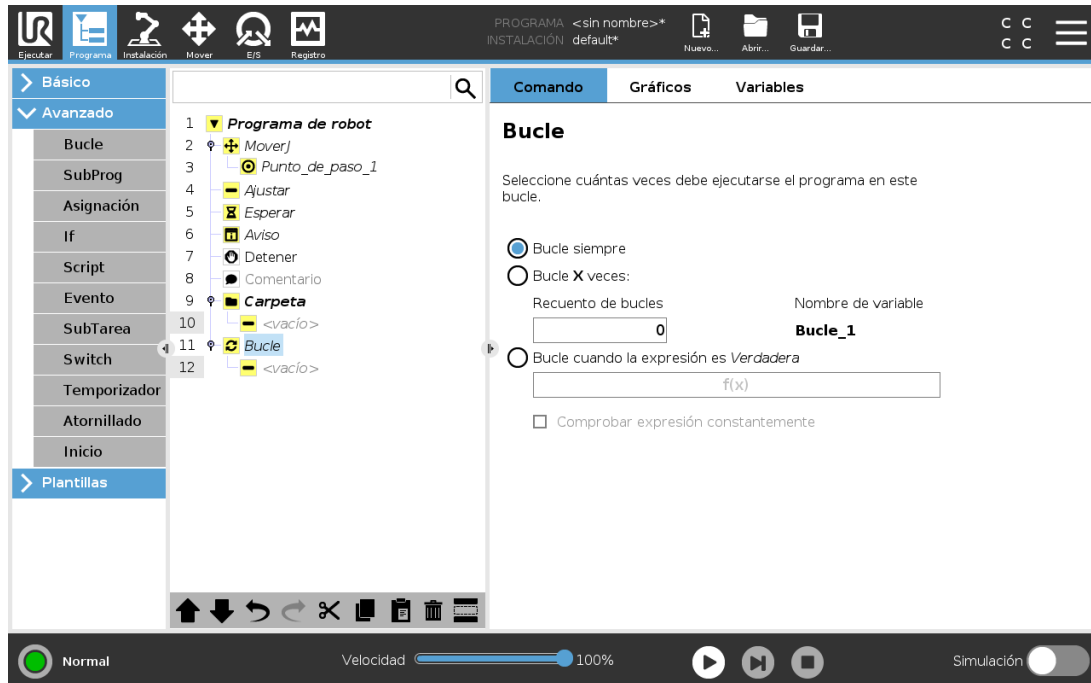 PROGRAMA <sin nombre>*
INSTALACIÓN default*
Ejecutar Programa Instalación Mover E/S Registro Nuevo... Abrir... Guardar...
C C
C C
Básico
Avanzado
Bucle
SubProg
Asignación
If
Script
Evento
SubTarea
Switch
Temporizador
Atornillado
Inicio
Plantillas
1 Programa de robot
2 MoverJ
3 Punto_de_paso_1
4 Ajustar
5 Esperar
6 Aviso
7 Detener
8 Comentario
9 Carpeta
10 <vacío>
11 Bucle
12 <vacío>
Comando Gráficos Variables
Bucle
Seleccione cuántas veces debe ejecutarse el programa en este
bucle.
Bucle siempre
Bucle X veces:
Recuento de bucles Nombre de variable
0 Bucle_1
Bucle cuando la expresión es Verdadera
f(x)
Comprobar expresión constantemente
Normal Velocidad 100% Simulación